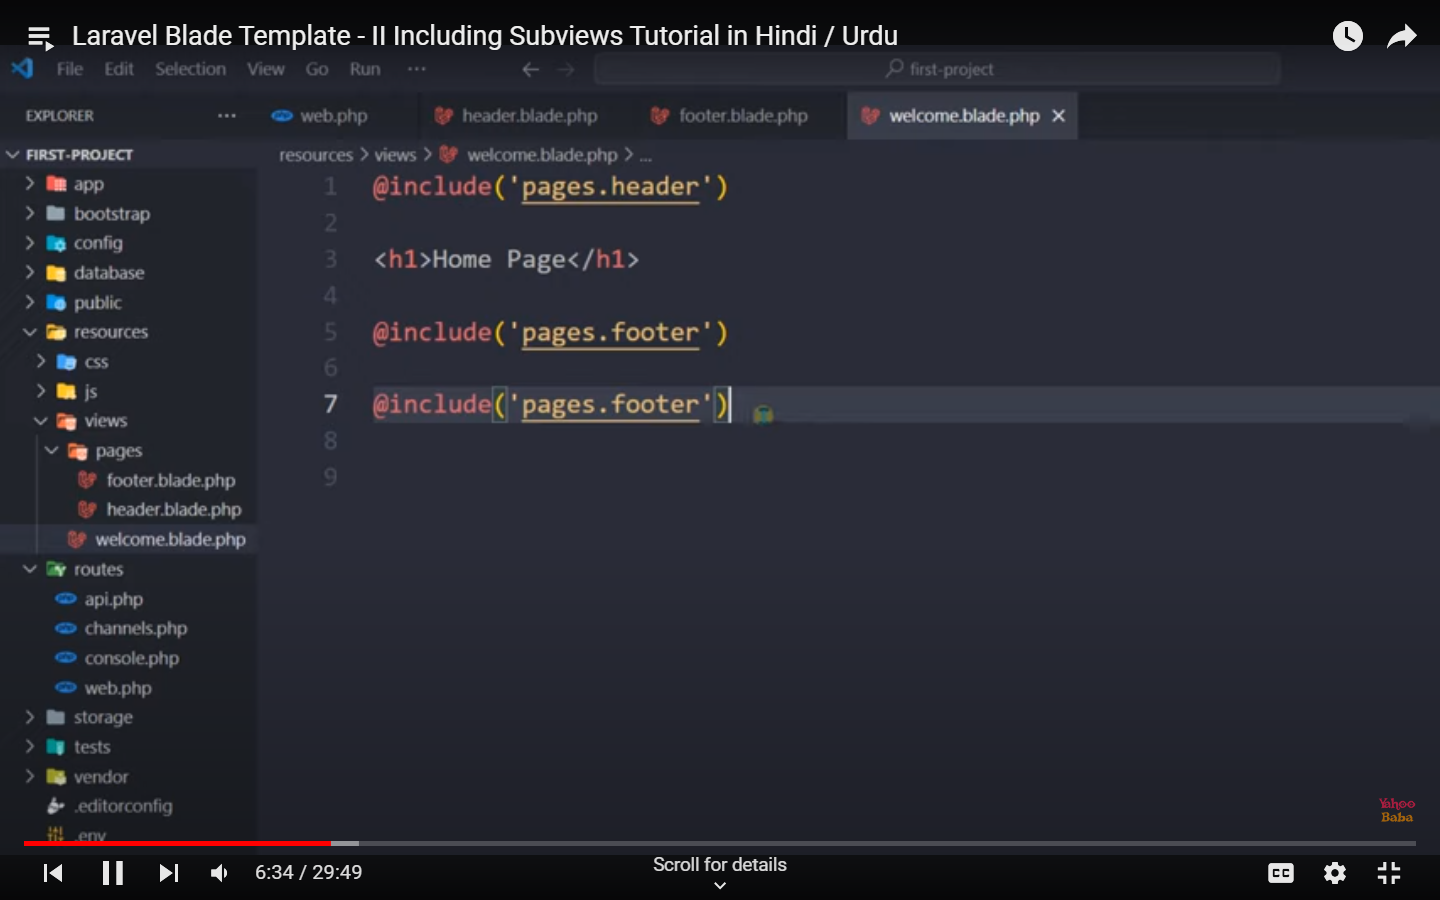 Laravel Blade Template - II Including Subviews Tutorial in Hindi / Urdu
File Edit Selection View Go Run ··· first-project
EXPLORER ··· web.php header.blade.php footer.blade.php welcome.blade.php
FIRST-PROJECT
resources > views > welcome.blade.php > ...
app
bootstrap
config
database
public
resources
css
js
views
pages
footer.blade.php
header.blade.php
welcome.blade.php
routes
api.php
channels.php
console.php
web.php
storage
tests
vendor
.editorconfig
.env
1 @include('pages.header')
2
3 <h1>Home Page</h1>
4
5 @include('pages.footer')
6
7 @include('pages.footer')
8
9
Yahoo
Baba
6:34 / 29:49
Scroll for details
CC